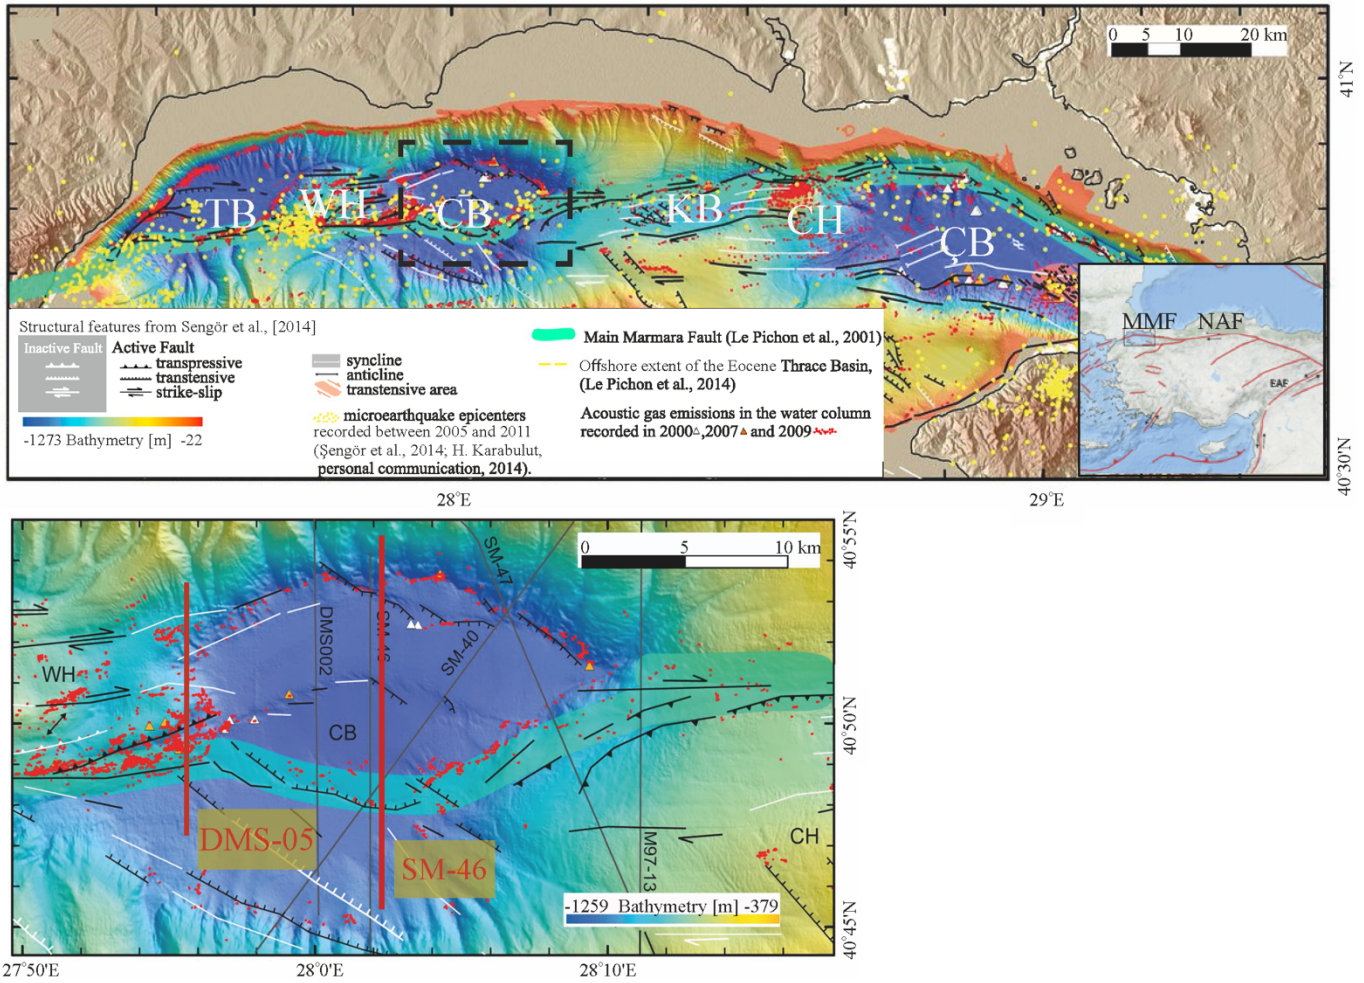 0 5 10 20 km
41°N
TB WH CB KB CH ÇB
MMF NAF
EAF
Structural features from Sengör et al., [2014]
Inactive Fault Active Fault
transpressive
transtensive
strike-slip
-1273 Bathymetry [m] -22
syncline
anticline
transtensive area
microearthquake epicenters
recorded between 2005 and 2011
(Şengör et al., 2014; H. Karabulut,
personal communication, 2014).
Main Marmara Fault (Le Pichon et al., 2001)
Offshore extent of the Eocene Thrace Basin,
(Le Pichon et al., 2014)
Acoustic gas emissions in the water column
recorded in 2000 ,2007 and 2009
40°30'N
28°E 29°E
0 5 10 km
40°55'N
SM-47
DMS002
SM-46
SM-40
WH
CB
40°50'N
DMS-05
SM-46
M97-13
CH
-1259 Bathymetry [m] -379
40°45'N
27°50'E 28°0'E 28°10'E